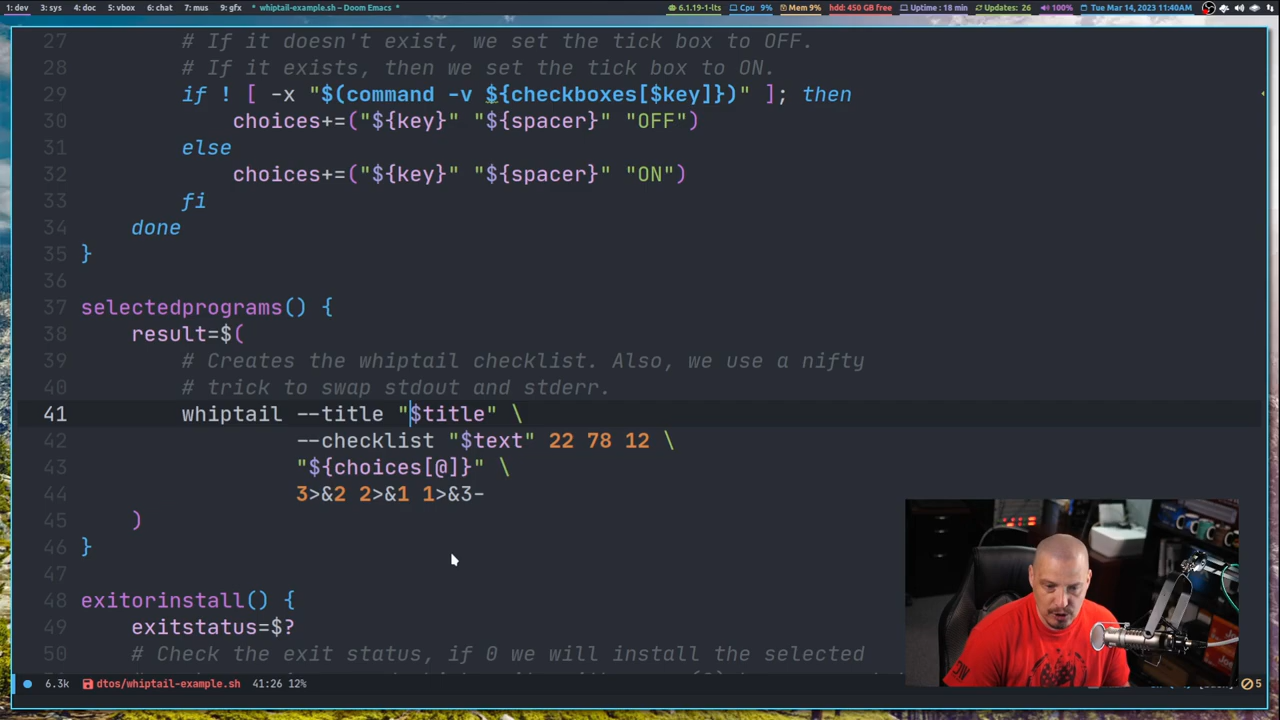 1: dev 3: sys 4: doc 5: vbox 6: chat 7: mus 9: gfx * whiptail-example.sh – Doom Emacs * 6.1.19-1-lts Cpu 9% Mem 9% hdd: 450 GB free Uptime : 18 min Updates: 26 100% Tue Mar 14, 2023 11:40AM
27 # If it doesn't exist, we set the tick box to OFF.
28 # If it exists, then we set the tick box to ON.
29 if ! [ -x "$(command -v ${checkboxes[$key]})" ]; then
30 choices+=("${key}" "${spacer}" "OFF")
31 else
32 choices+=("${key}" "${spacer}" "ON")
33 fi
34 done
35 }
36
37 selectedprograms() {
38 result=$(
39 # Creates the whiptail checklist. Also, we use a nifty
40 # trick to swap stdout and stderr.
41 whiptail --title "$title" \
42 --checklist "$text" 22 78 12 \
43 "${choices[@]}" \
44 3>&2 2>&1 1>&3-
45 )
46 }
47
48 exitorinstall() {
49 exitstatus=$?
50 # Check the exit status, if 0 we will install the selected
6.3k dtos/whiptail-example.sh 41:26 12% 5